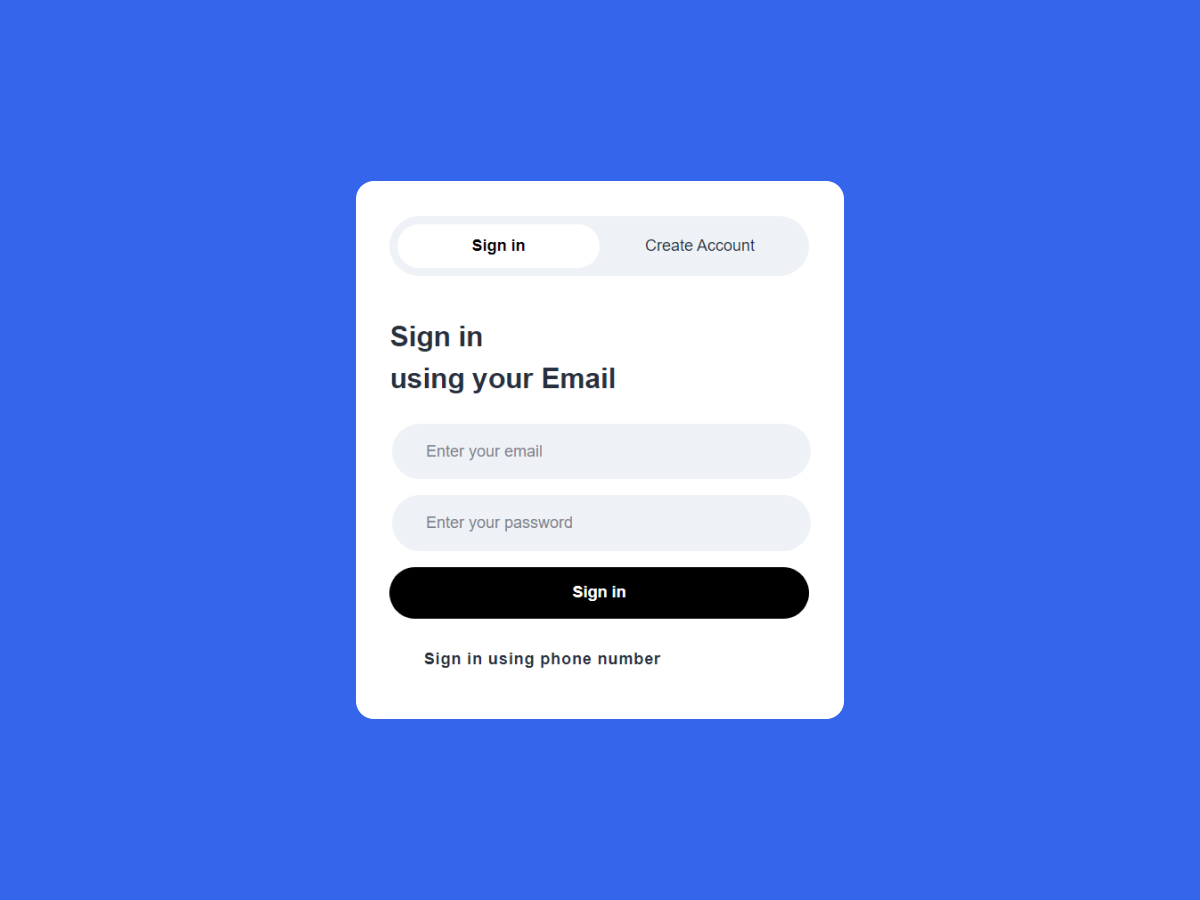 Sign in
Create Account
Sign in
using your Email
Enter your email
Enter your password
Sign in
Sign in using phone number